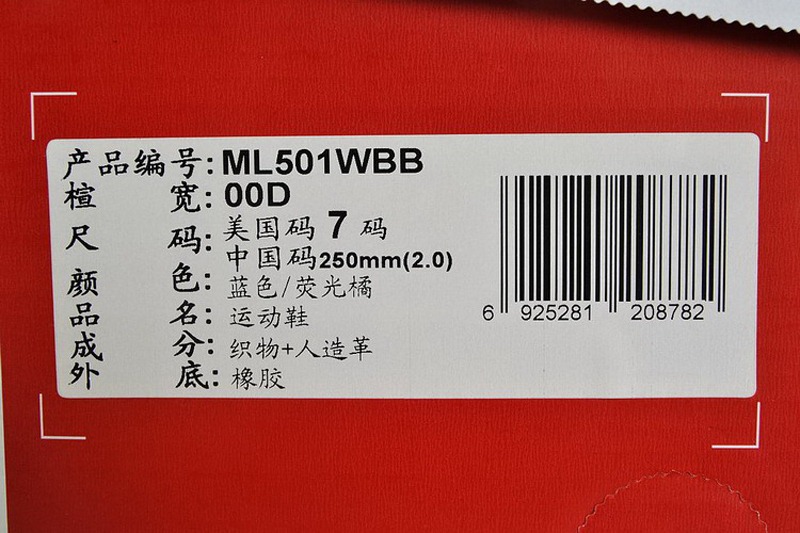 产品编号:ML501WBB
楦宽:00D
尺码:美国码 7 码
中国码250mm(2.0)
颜色:蓝色/荧光橘
品名:运动鞋
成分:织物+人造革
外底:橡胶
6 925281 208782